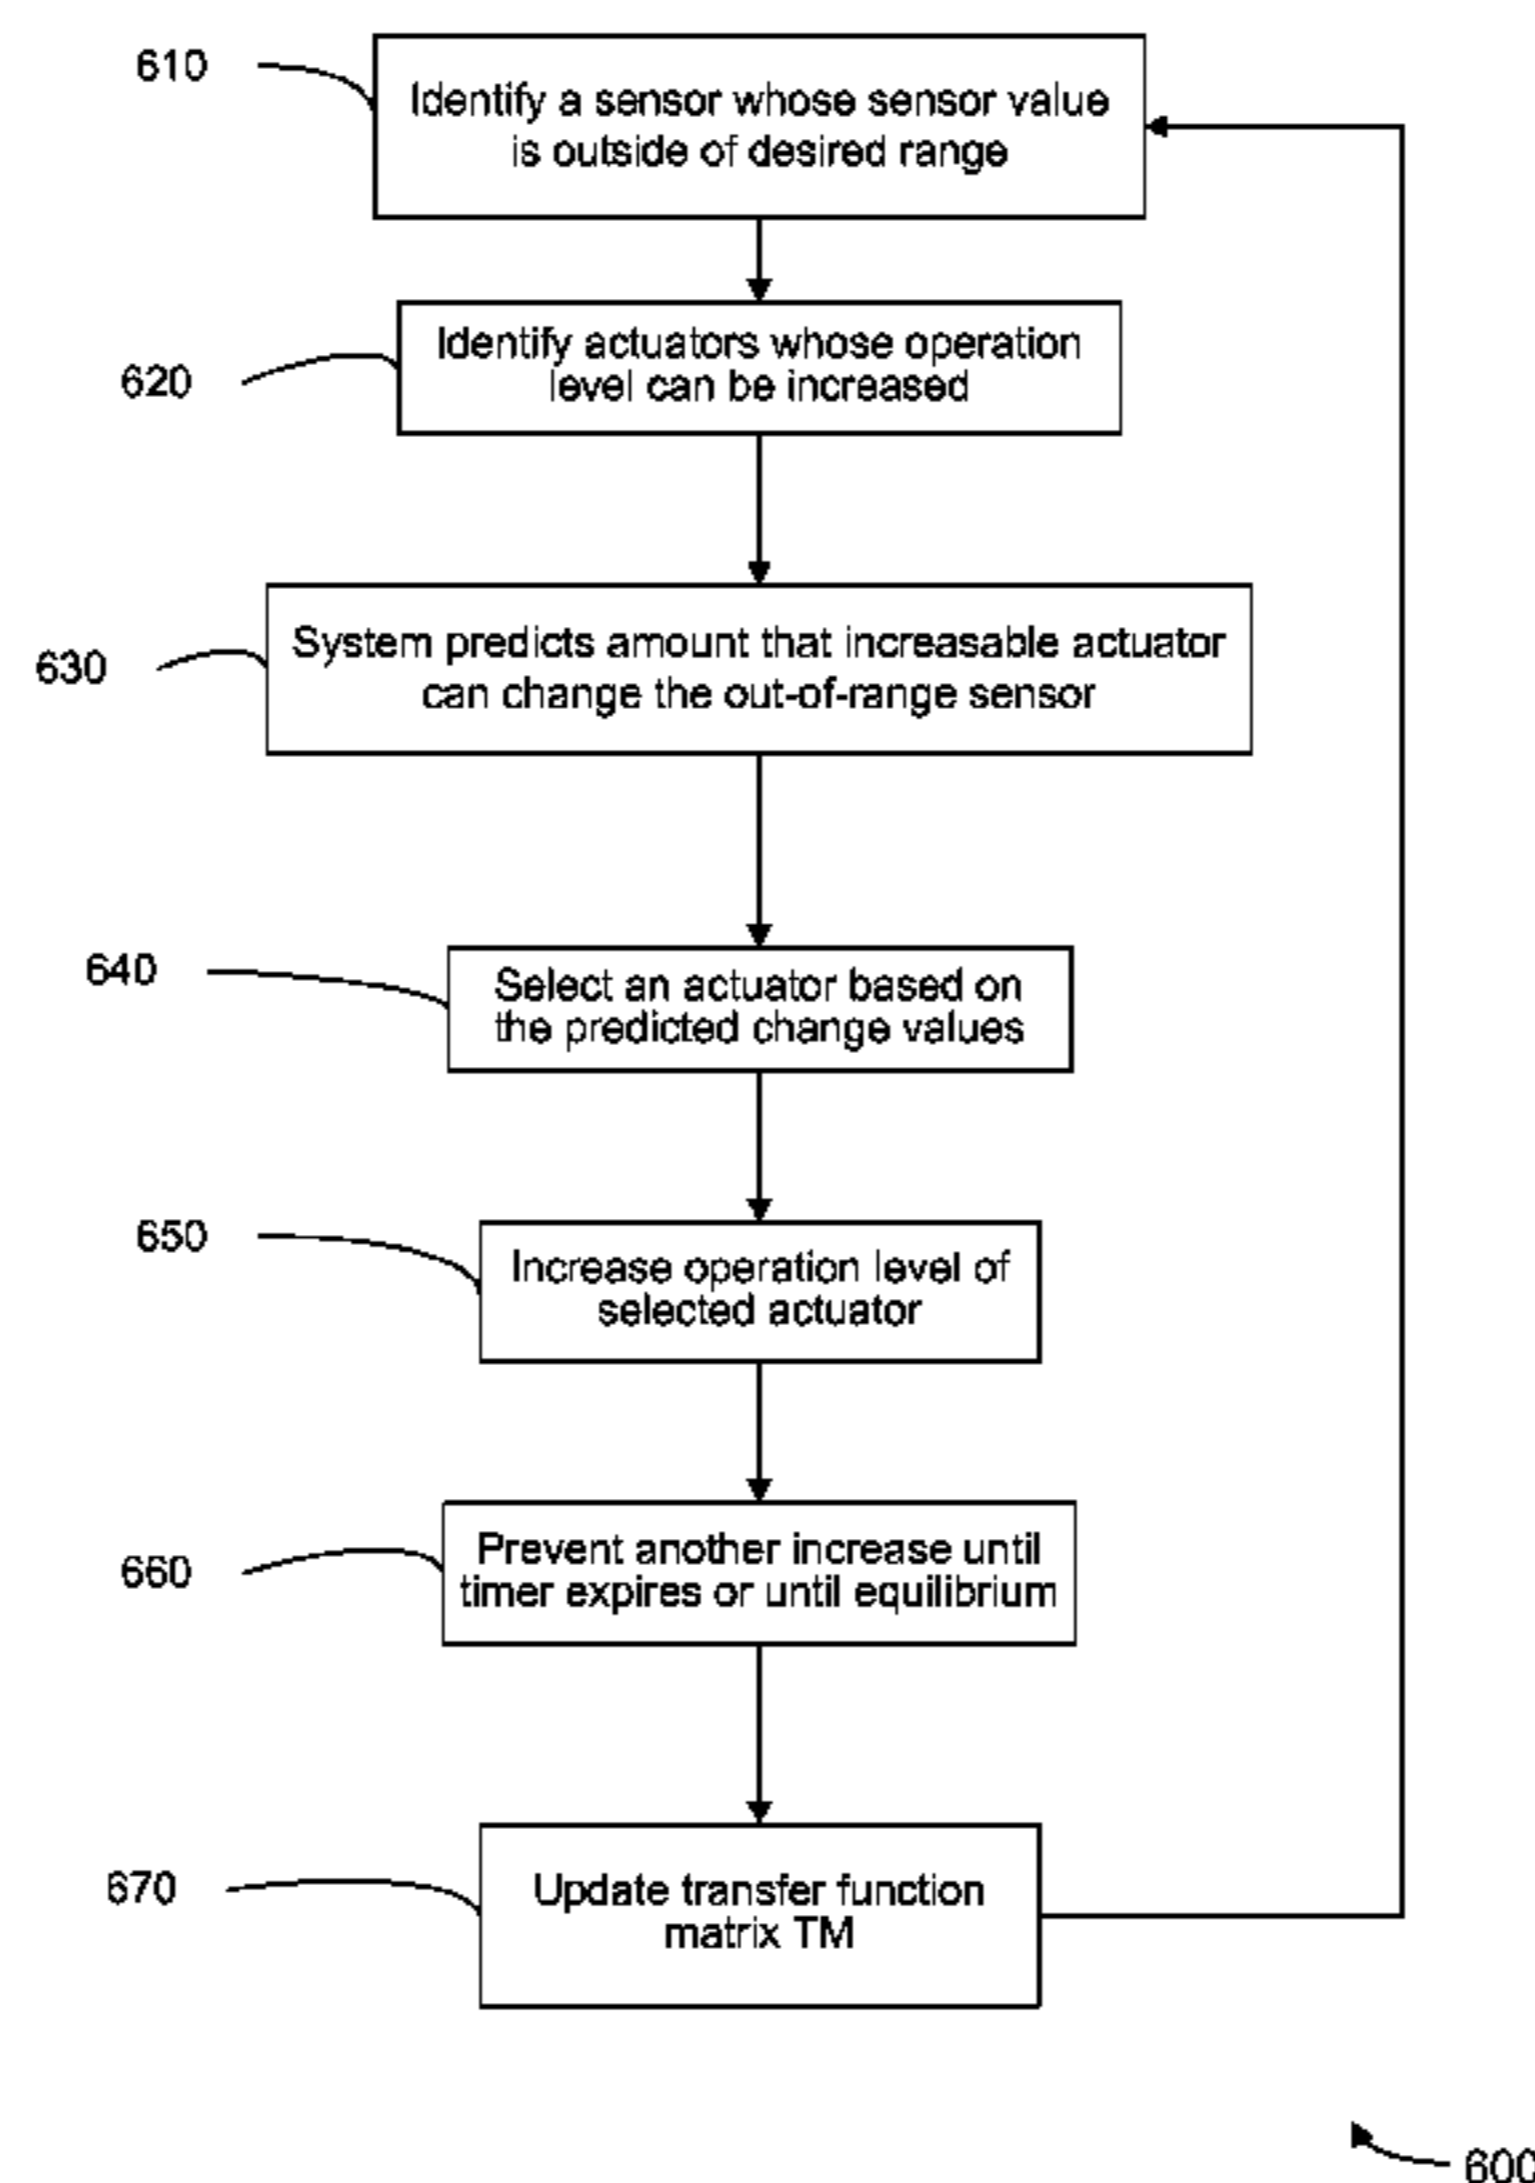 610
Identify a sensor whose sensor value
is outside of desired range
620
Identify actuators whose operation
level can be increased
630
System predicts amount that increasable actuator
can change the out-of-range sensor
640
Select an actuator based on
the predicted change values
650
Increase operation level of
selected actuator
660
Prevent another increase until
timer expires or until equilibrium
670
Update transfer function
matrix TM
600